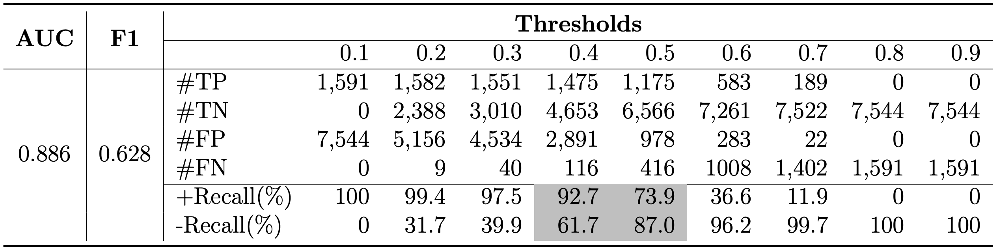 AUC F1 Thresholds
0.1 0.2 0.3 0.4 0.5 0.6 0.7 0.8 0.9
0.886 0.628
#TP 1,591 1,582 1,551 1,475 1,175 583 189 0 0
#TN 0 2,388 3,010 4,653 6,566 7,261 7,522 7,544 7,544
#FP 7,544 5,156 4,534 2,891 978 283 22 0 0
#FN 0 9 40 116 416 1008 1,402 1,591 1,591
+Recall(%) 100 99.4 97.5 92.7 73.9 36.6 11.9 0 0
-Recall(%) 0 31.7 39.9 61.7 87.0 96.2 99.7 100 100